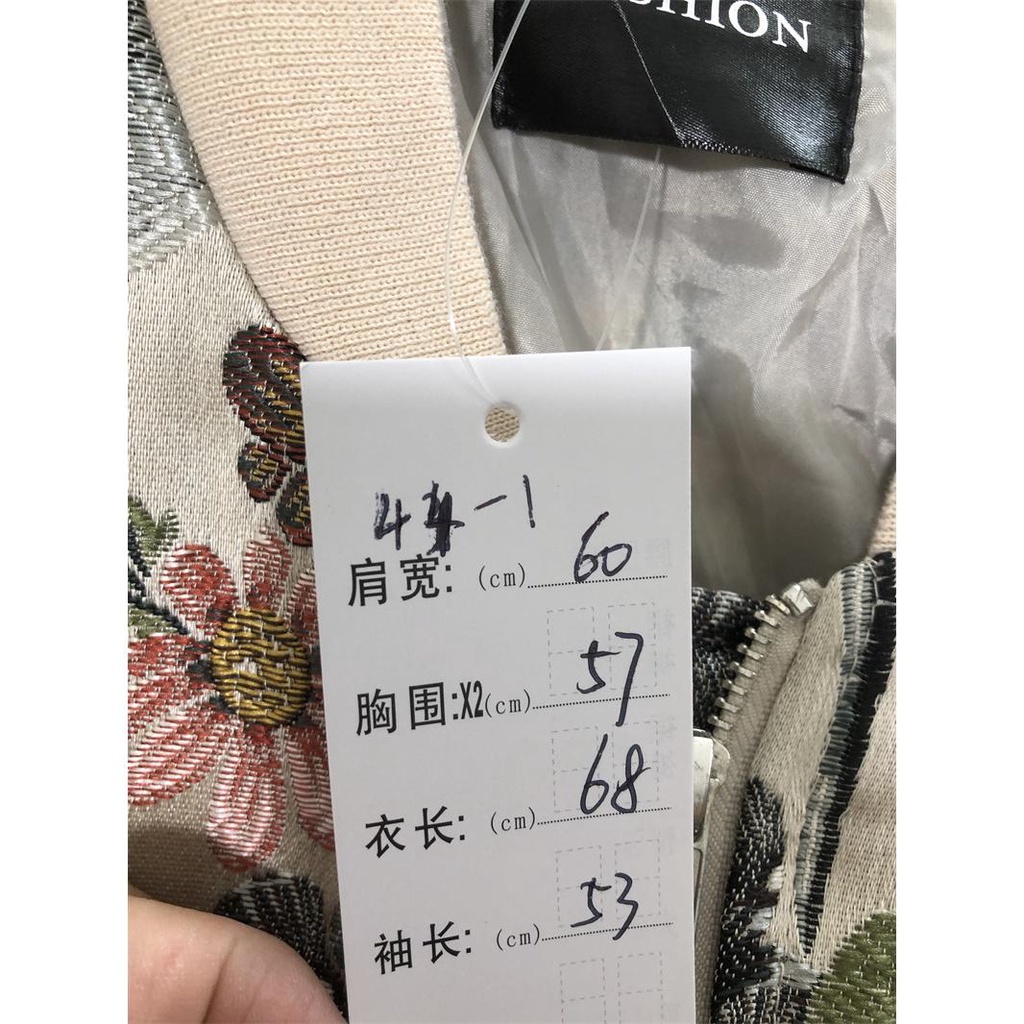 SHION
44-1
肩宽: (cm) 60
胸围:X2(cm) 57
衣长: (cm) 68
袖长: (cm) 53